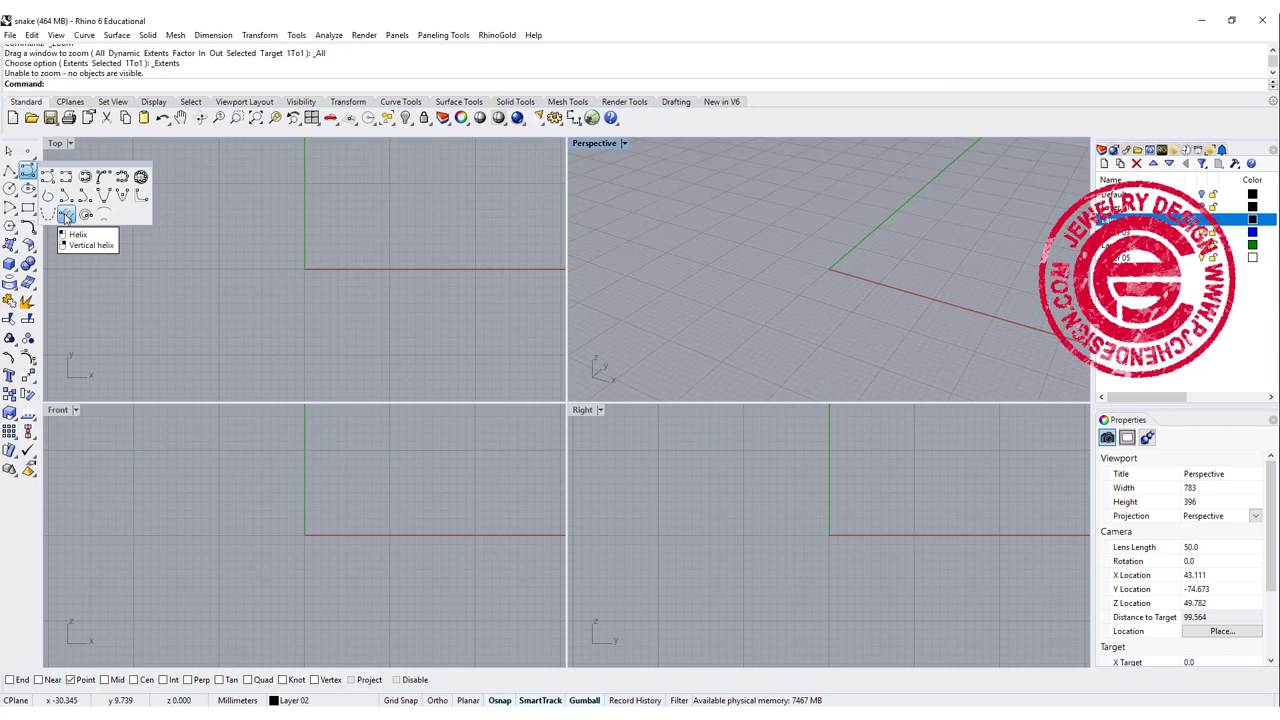 snake (464 MB) - Rhino 6 Educational
File Edit View Curve Surface Solid Mesh Dimension Transform Tools Analyze Render Panels Paneling Tools RhinoGold Help
Drag a window to zoom ( All Dynamic Extents Factor In Out Selected Target 1To1 ): _All
Choose option ( Extents Selected 1To1 ): _Extents
Unable to zoom - no objects are visible.
Command:
Standard CPlanes Set View Display Select Viewport Layout Visibility Transform Curve Tools Surface Tools Solid Tools Mesh Tools Render Tools Drafting New in V6
Top
Perspective
Name
Color
JEWELRY DESIGN WWW.PJCHENDESIGN.COM
05
Helix
Vertical helix
y
x
z
y
x
Front
Right
z
x
z
y
Properties
Viewport
Title Perspective
Width 783
Height 396
Projection Perspective
Camera
Lens Length 50.0
Rotation 0.0
X Location 43.111
Y Location -74.673
Z Location 49.782
Distance to Target 99.564
Location Place...
Target
X Target 0.0
End Near Point Mid Cen Int Perp Tan Quad Knot Vertex Project Disable
CPlane x -30.345 y 9.739 z 0.000 Millimeters Layer 02 Grid Snap Ortho Planar Osnap SmartTrack Gumball Record History Filter Available physical memory: 7467 MB